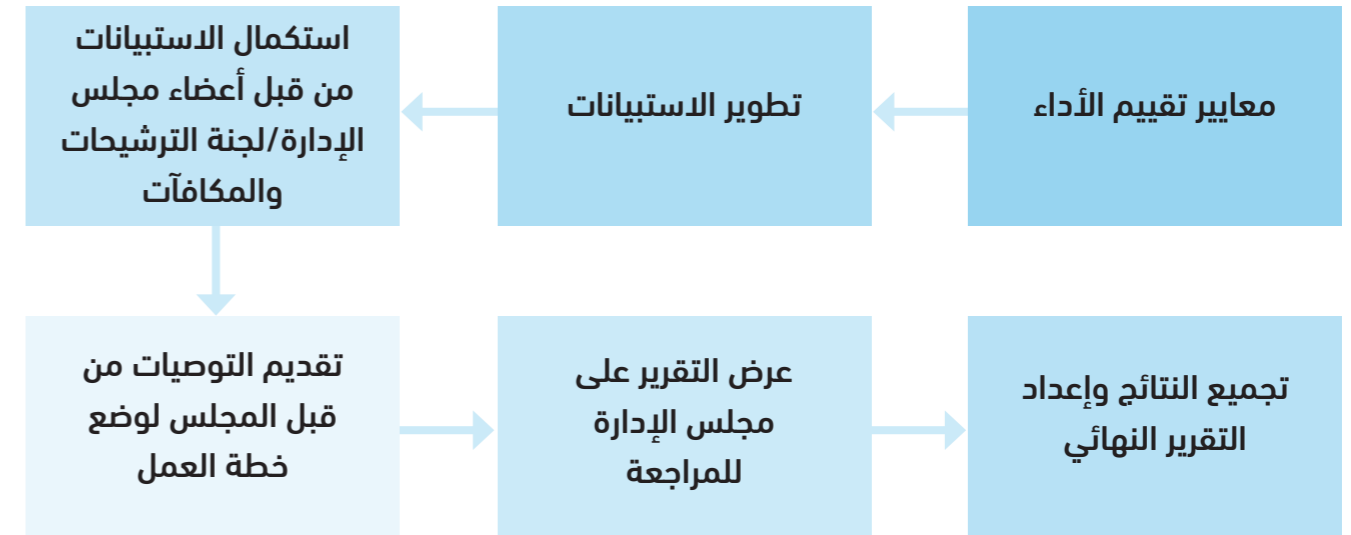 معايير تقييم الأداء
تطوير الاستبيانات
استكمال الاستبيانات
من قبل أعضاء مجلس
الإدارة/لجنة الترشيحات
والمكافآت
تقديم التوصيات من
قبل المجلس لوضع
خطة العمل
عرض التقرير على
مجلس الإدارة
للمراجعة
تجميع النتائج وإعداد
التقرير النهائي